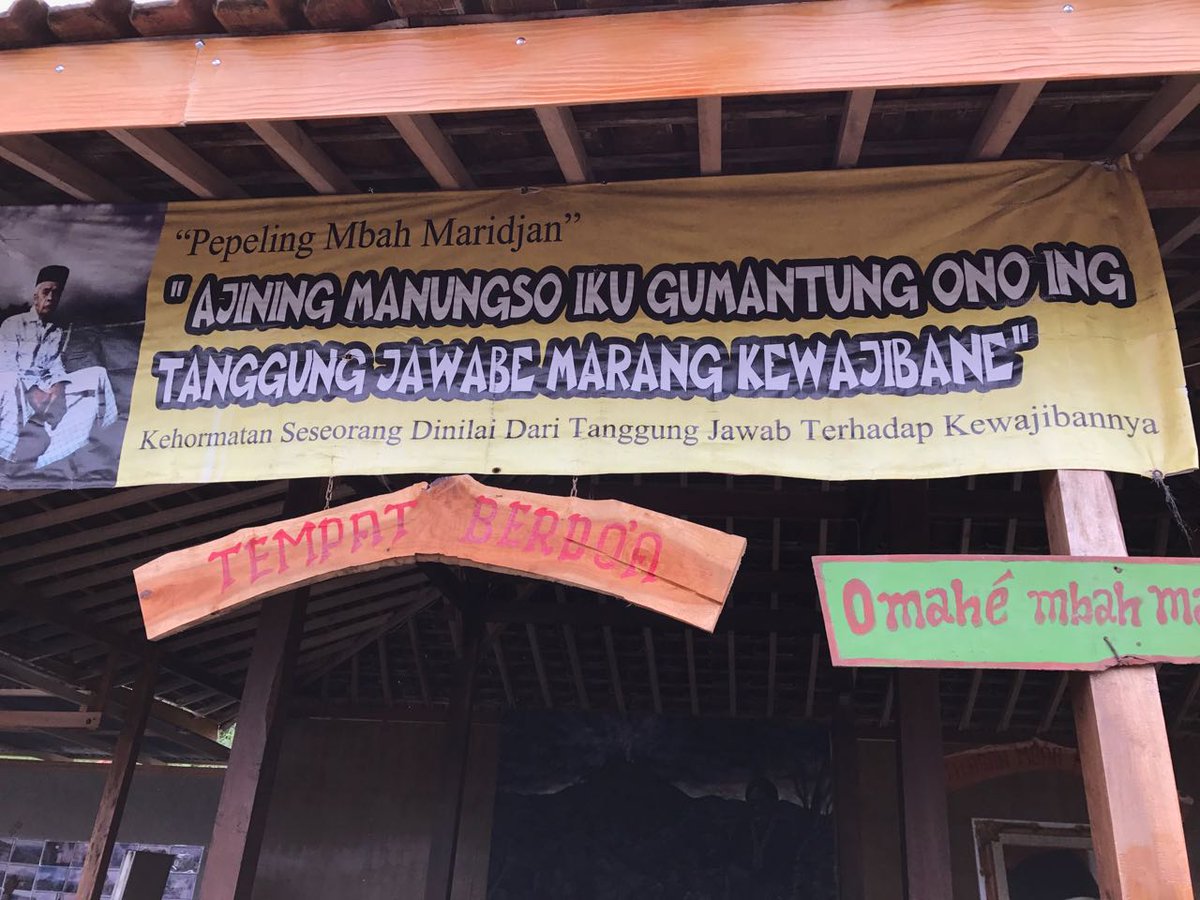 “Pepeling Mbah Maridjan”
" AJINING MANUNGSO IKU GUMANTUNG ONO ING
TANGGUNG JAWABE MARANG KEWAJIBANE"
Kehormatan Seseorang Dinilai Dari Tanggung Jawab Terhadap Kewajibannya
TEMPAT BERDO'A
Omahé mbah